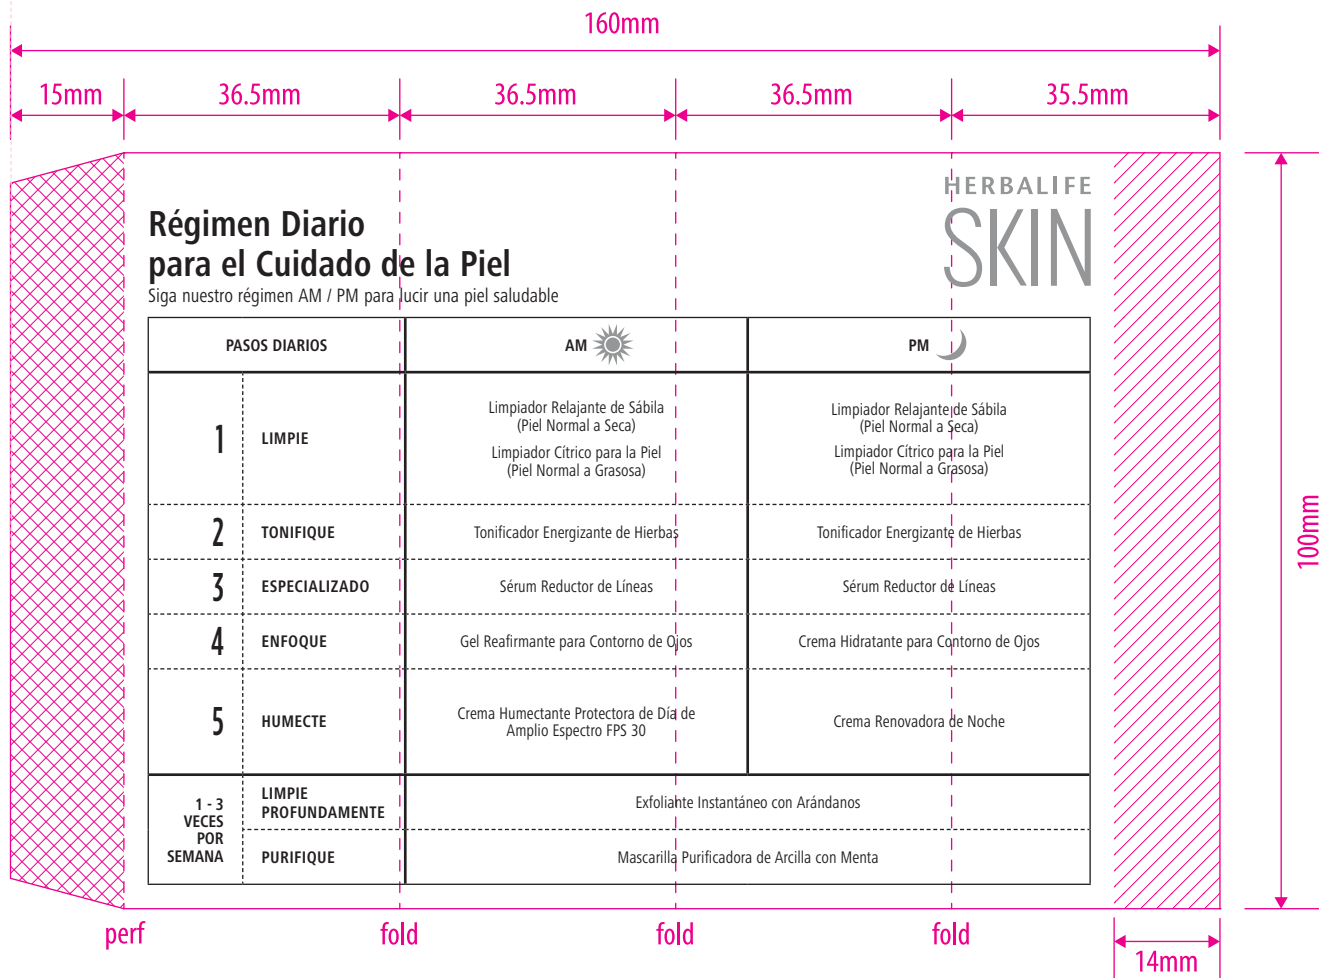 160mm
15mm
36.5mm
36.5mm
36.5mm
35.5mm
HERBALIFE
SKIN
Régimen Diario
para el Cuidado de la Piel
Siga nuestro régimen AM / PM para lucir una piel saludable
PASOS DIARIOS
AM
PM
1
LIMPIE
Limpiador Relajante de Sábila
(Piel Normal a Seca)
Limpiador Cítrico para la Piel
(Piel Normal a Grasosa)
Limpiador Relajante de Sábila
(Piel Normal a Seca)
Limpiador Cítrico para la Piel
(Piel Normal a Grasosa)
2
TONIFIQUE
Tonificador Energizante de Hierbas
Tonificador Energizante de Hierbas
3
ESPECIALIZADO
Sérum Reductor de Líneas
Sérum Reductor de Líneas
4
ENFOQUE
Gel Reafirmante para Contorno de Ojos
Crema Hidratante para Contorno de Ojos
5
HUMECTE
Crema Humectante Protectora de Día de
Amplio Espectro FPS 30
Crema Renovadora de Noche
1 - 3
VECES
POR
SEMANA
LIMPIE
PROFUNDAMENTE
Exfoliante Instantáneo con Arándanos
PURIFIQUE
Mascarilla Purificadora de Arcilla con Menta
100mm
perf
fold
fold
fold
14mm